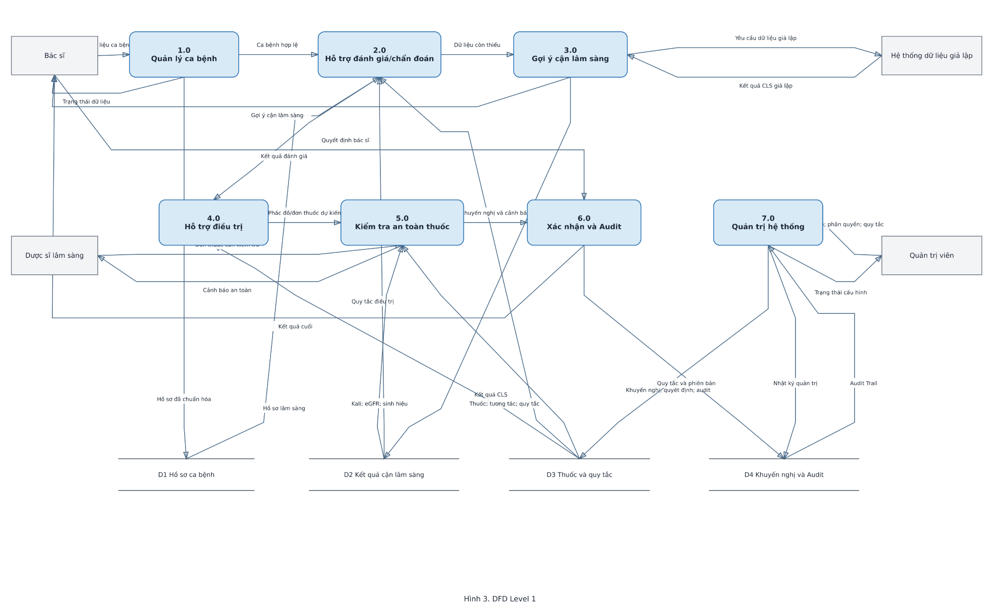 Bác sĩ
liệu ca bện
1.0
Quản lý ca bệnh
Ca bệnh hợp lệ
2.0
Hỗ trợ đánh giá/chẩn đoán
Dữ liệu còn thiếu
3.0
Gợi ý cận lâm sàng
Yêu cầu dữ liệu giả lập
Hệ thống dữ liệu giả lập
Kết quả CLS giả lập
Trạng thái dữ liệu
Gợi ý cận lâm sàng
Quyết định bác sĩ
Kết quả đánh giá
4.0
Hỗ trợ điều trị
Phác đồ/đơn thuốc dự kiến
5.0
Kiểm tra an toàn thuốc
khuyến nghị và cảnh bá
6.0
Xác nhận và Audit
7.0
Quản trị hệ thống
; phân quyền; quy tắc
Dược sĩ lâm sàng
Quản trị viên
Cảnh báo an toàn
Trạng thái cấu hình
Quy tắc điều trị
Kết quả cuối
Quy tắc và phiên bản
Khuyến nghị; quyết định; audit
Nhật ký quản trị
Audit Trail
Hồ sơ đã chuẩn hóa
Hồ sơ lâm sàng
Kali; eGFR; sinh hiệu
Kết quả CLS
Thuốc; tương tác; quy tắc
D1 Hồ sơ ca bệnh
D2 Kết quả cận lâm sàng
D3 Thuốc và quy tắc
D4 Khuyến nghị và Audit
Hình 3. DFD Level 1